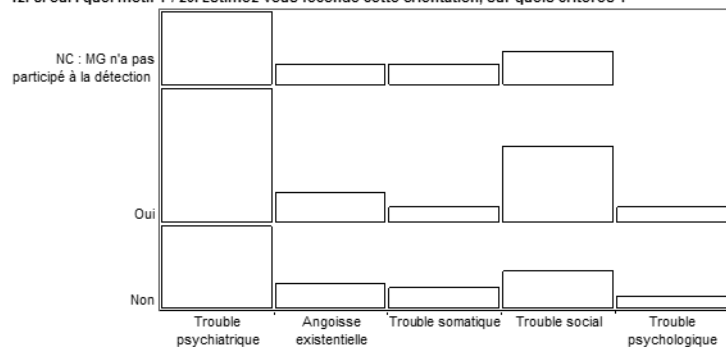 NC : MG n'a pas
participé à la détection
Oui
Non
Trouble
psychiatrique
Angoisse
existentielle
Trouble somatique
Trouble social
Trouble
psychologique